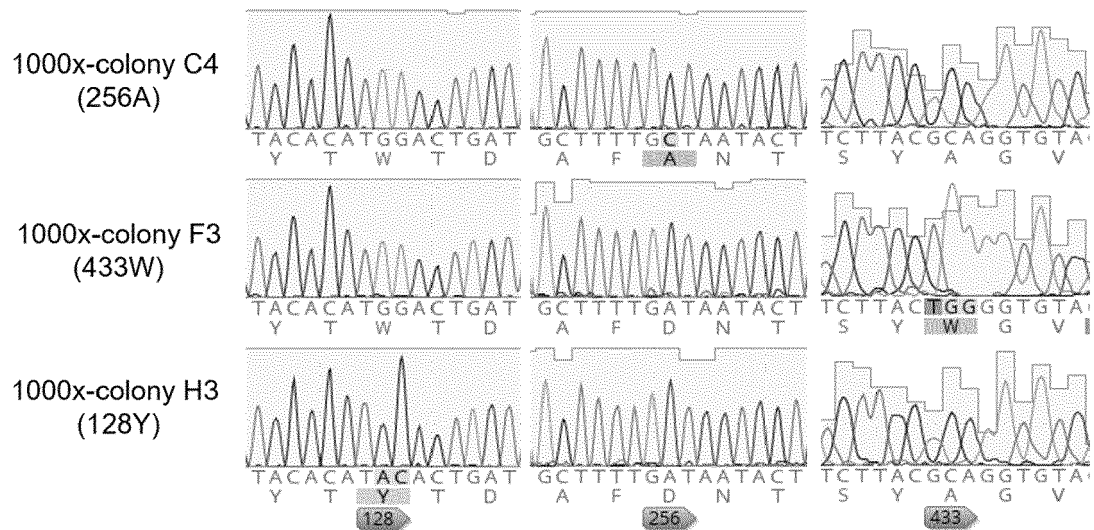 1000x-colony C4
(256A)
TACACATGGACTGAT
Y T W T D
GCTTTTGCTAATACT
A F A N T
TCTTACGCAGGTGTA
S Y A G V
1000x-colony F3
(433W)
TACACATGGACTGAT
Y T W T D
GCTTTTGATAATACT
A F D N T
TCTTACTGGGGTGTA
S Y W G V
1000x-colony H3
(128Y)
TACACATACACTGAT
Y T Y T D
GCTTTTGATAATACT
A F D N T
TCTTACGCAGGTGTA
S Y A G V
128
256
433